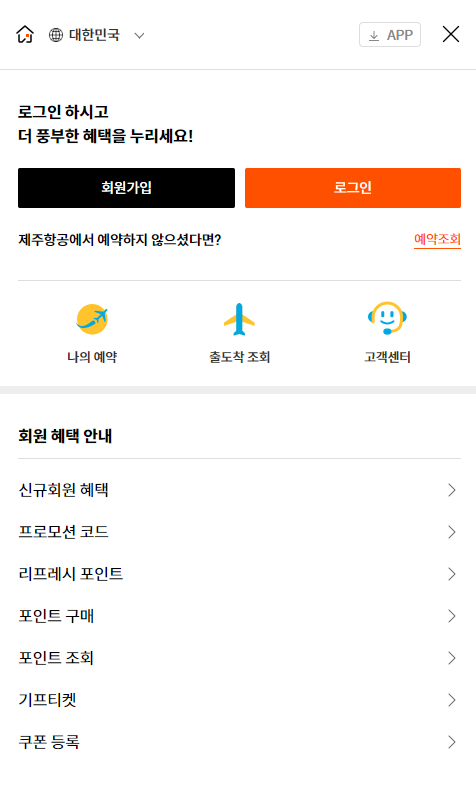 대한민국
APP
로그인 하시고
더 풍부한 혜택을 누리세요!
회원가입
로그인
제주항공에서 예약하지 않으셨다면?
예약조회
나의 예약
출도착 조회
고객센터
회원 혜택 안내
신규회원 혜택
프로모션 코드
리프레시 포인트
포인트 구매
포인트 조회
기프티켓
쿠폰 등록